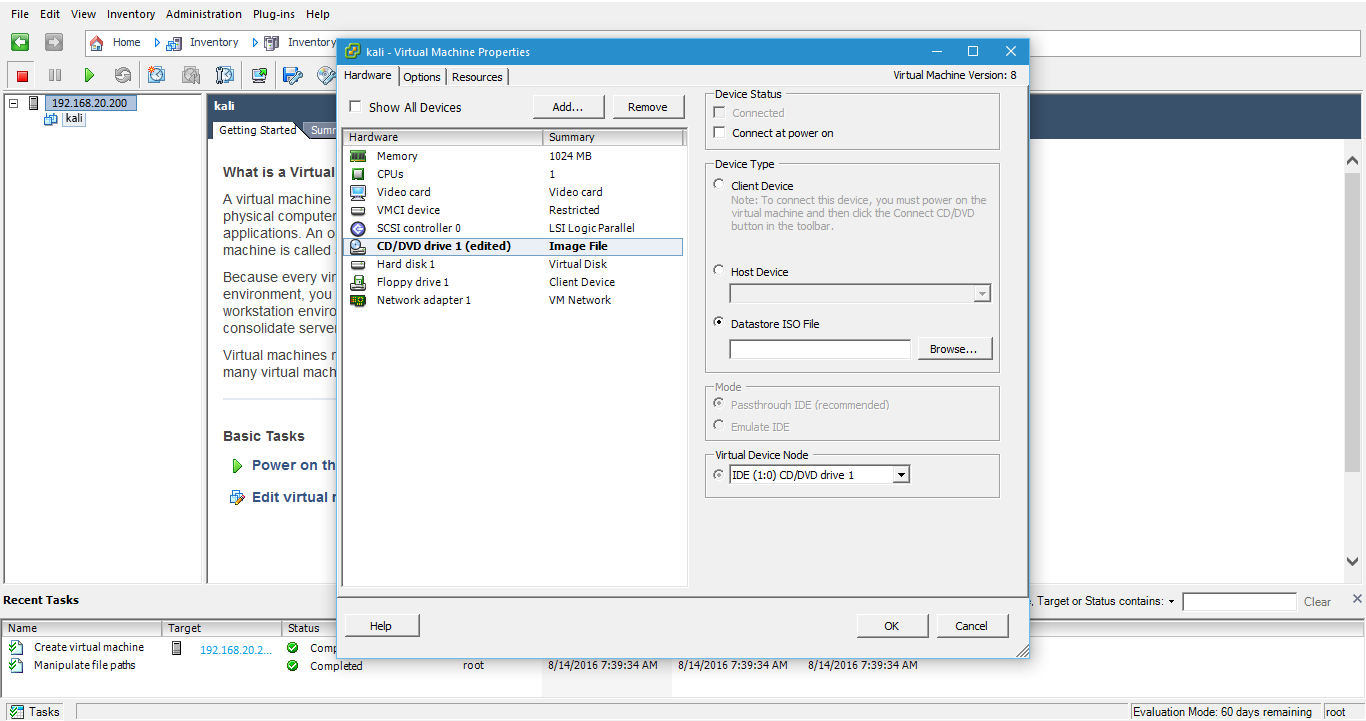 File Edit View Inventory Administration Plug-ins Help
Home Inventory Inventory
192.168.20.200
kali
kali
Getting Started Summ
What is a Virtual
A virtual machine
physical computer
applications. An o
machine is called
Because every vir
environment, you
workstation enviro
consolidate server
Virtual machines
many virtual mach
Basic Tasks
Power on th
Edit virtual
kali - Virtual Machine Properties
Hardware Options Resources
Virtual Machine Version: 8
Show All Devices
Add...
Remove
Hardware Summary
Memory 1024 MB
CPUs 1
Video card Video card
VMCI device Restricted
SCSI controller 0 LSI Logic Parallel
CD/DVD drive 1 (edited) Image File
Hard disk 1 Virtual Disk
Floppy drive 1 Client Device
Network adapter 1 VM Network
Device Status
Connected
Connect at power on
Device Type
Client Device
Note: To connect this device, you must power on the
virtual machine and then click the Connect CD/DVD
button in the toolbar.
Host Device
Datastore ISO File
Browse...
Mode
Passthrough IDE (recommended)
Emulate IDE
Virtual Device Node
IDE (1:0) CD/DVD drive 1
Help
OK
Cancel
Recent Tasks
, Target or Status contains:
Clear
Name Target Status
Create virtual machine 192.168.20.2... Comp
Manipulate file paths Completed root 8/14/2016 7:39:34 AM 8/14/2016 7:39:34 AM 8/14/2016 7:39:34 AM
Tasks
Evaluation Mode: 60 days remaining root